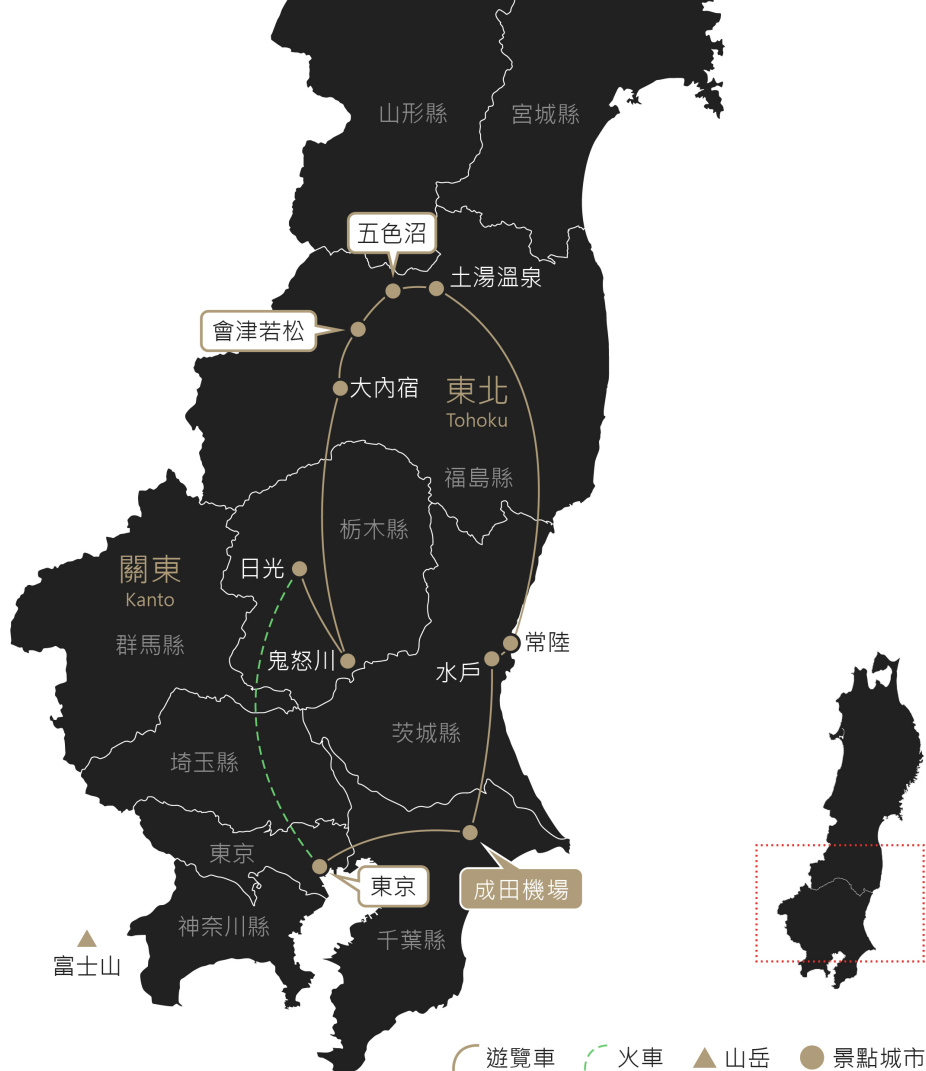 山形縣
宮城縣
五色沼
土湯溫泉
會津若松
大內宿
東北
Tohoku
福島縣
栃木縣
關東
Kanto
日光
群馬縣
鬼怒川
常陸
水戶
茨城縣
埼玉縣
東京
東京
成田機場
神奈川縣
千葉縣
富士山
遊覽車
火車
山岳
景點城市